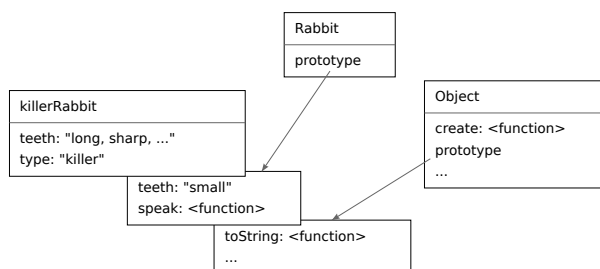 Rabbit
prototype
killerRabbit
teeth: "long, sharp, ..."
type: "killer"
Object
create: <function>
prototype
...
teeth: "small"
speak: <function>
toString: <function>
...